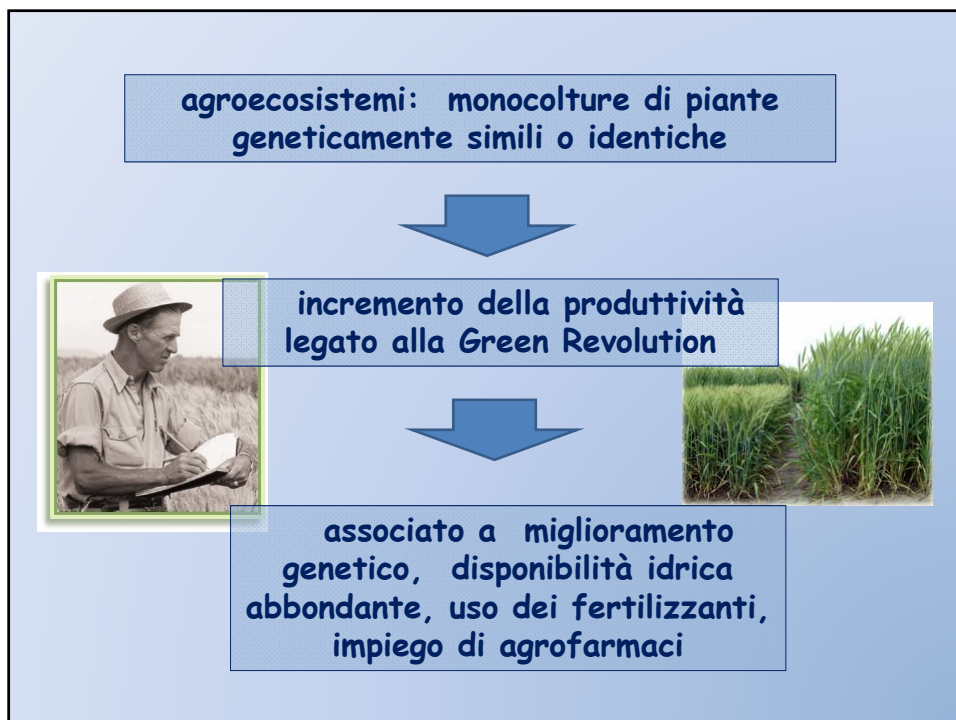 agroecosistemi: monocolture di piante
geneticamente simili o identiche
incremento della produttività
legato alla Green Revolution
associato a miglioramento
genetico, disponibilità idrica
abbondante, uso dei fertilizzanti,
impiego di agrofarmaci